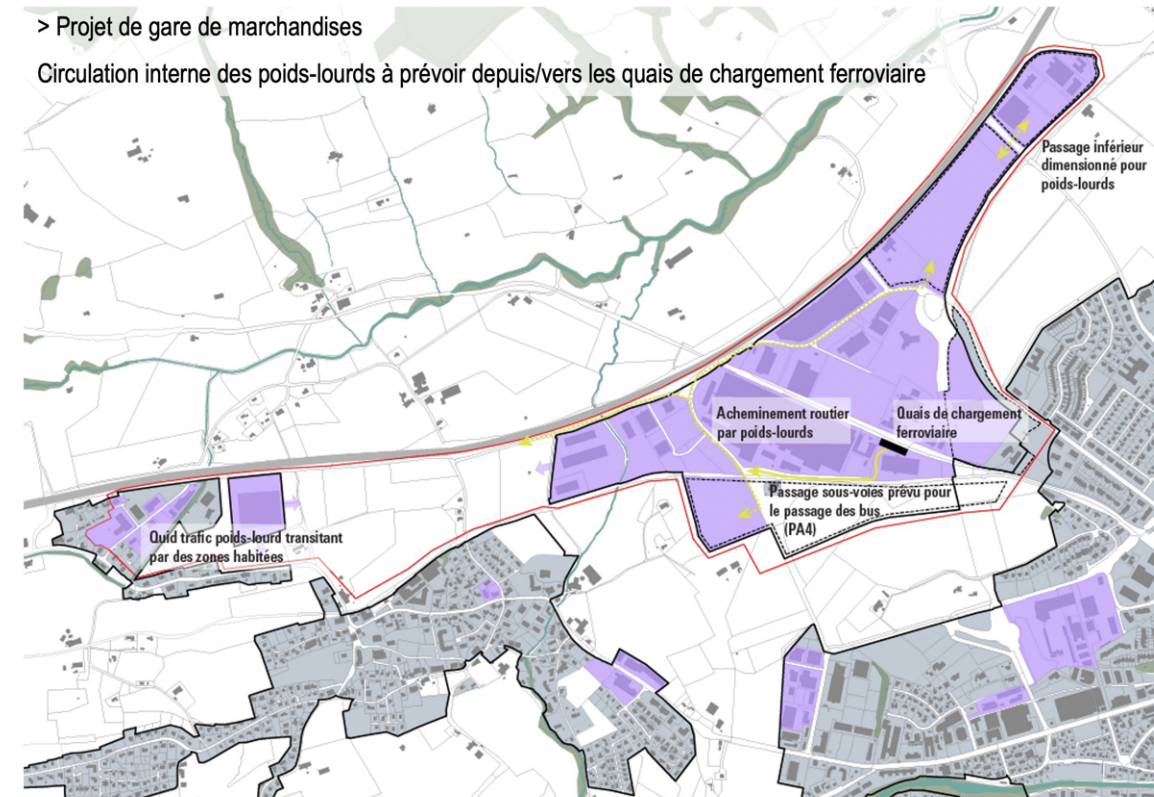 > Projet de gare de marchandises
Circulation interne des poids-lourds à prévoir depuis/vers les quais de chargement ferroviaire
Passage inférieur
dimensionné pour
poids-lourds
Acheminement routier
par poids-lourds
Quais de chargement
ferroviaire
Passage sous-voies prévu pour
le passage des bus
(PA4)
Quid trafic poids-lourd transitant
par des zones habitées